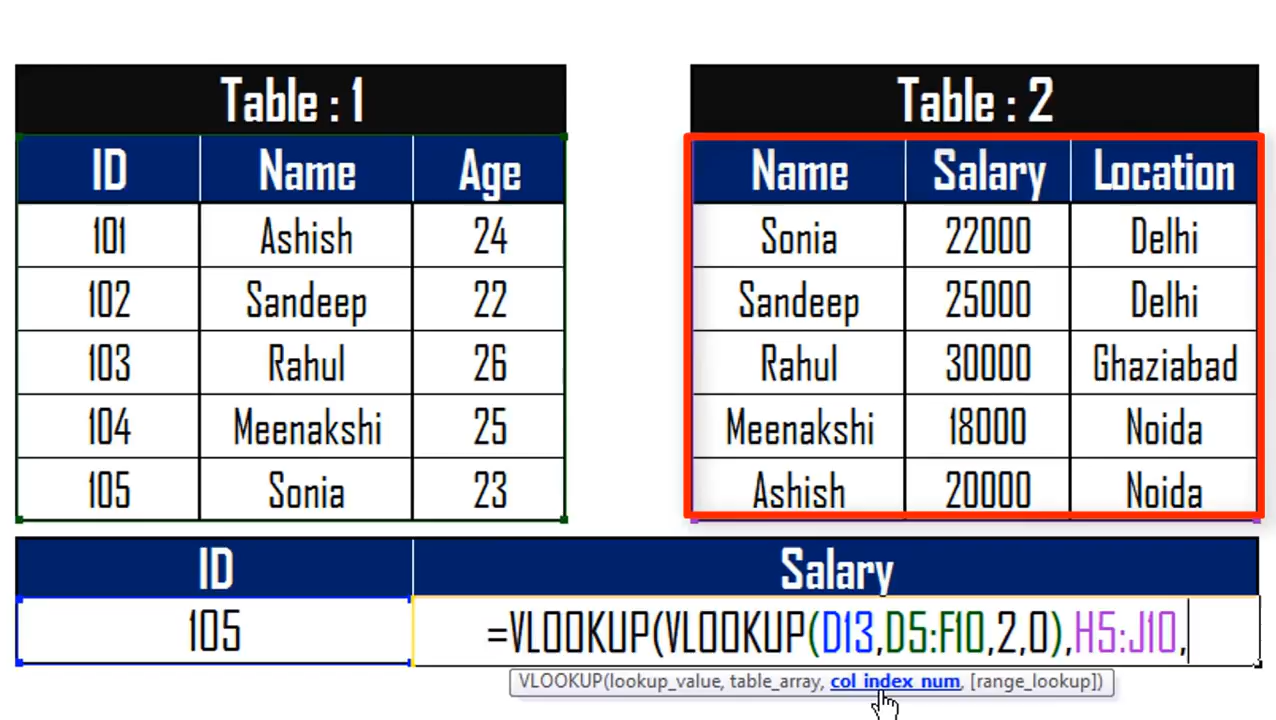 Table : 1
ID Name Age
101 Ashish 24
102 Sandeep 22
103 Rahul 26
104 Meenakshi 25
105 Sonia 23
Table : 2
Name Salary Location
Sonia 22000 Delhi
Sandeep 25000 Delhi
Rahul 30000 Ghaziabad
Meenakshi 18000 Noida
Ashish 20000 Noida
ID Salary
105 =VLOOKUP(VLOOKUP(D13,D5:F10,2,0),H5:J10,
VLOOKUP(lookup_value, table_array, col_index_num, [range_lookup])